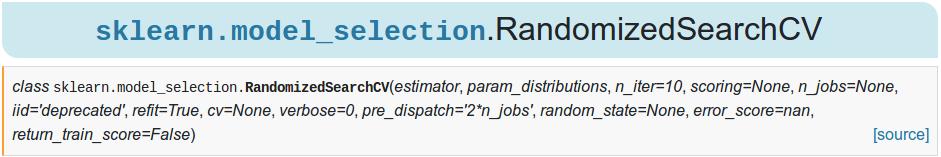 sklearn.model_selection.RandomizedSearchCV
class sklearn.model_selection.RandomizedSearchCV(estimator, param_distributions, n_iter=10, scoring=None, n_jobs=None,
iid='deprecated', refit=True, cv=None, verbose=0, pre_dispatch='2*n_jobs', random_state=None, error_score=nan,
return_train_score=False)
[source]